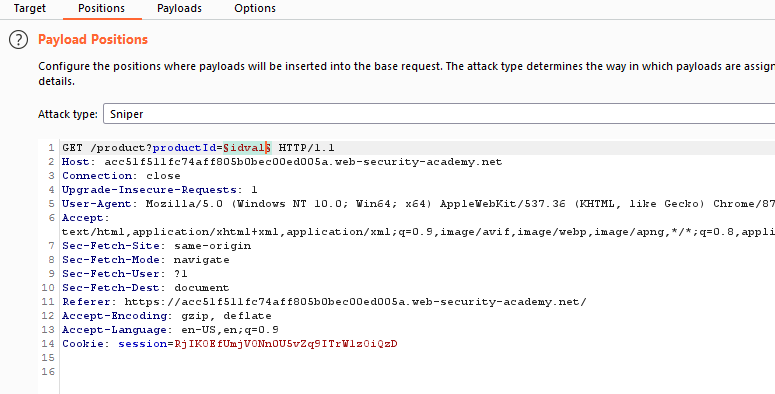 Target Positions Payloads Options
? Payload Positions
Configure the positions where payloads will be inserted into the base request. The attack type determines the way in which payloads are assig
details.
Attack type: Sniper
1 GET /product?productId=§idval§ HTTP/1.1
2 Host: acc51f511fc74aff805b0bec00ed005a.web-security-academy.net
3 Connection: close
4 Upgrade-Insecure-Requests: 1
5 User-Agent: Mozilla/5.0 (Windows NT 10.0; Win64; x64) AppleWebKit/537.36 (KHTML, like Gecko) Chrome/87
6 Accept:
text/html,application/xhtml+xml,application/xml;q=0.9,image/avif,image/webp,image/apng,*/*;q=0.8,appli
7 Sec-Fetch-Site: same-origin
8 Sec-Fetch-Mode: navigate
9 Sec-Fetch-User: ?1
10 Sec-Fetch-Dest: document
11 Referer: https://acc51f511fc74aff805b0bec00ed005a.web-security-academy.net/
12 Accept-Encoding: gzip, deflate
13 Accept-Language: en-US,en;q=0.9
14 Cookie: session=RjIK0EfUmjV0Nn0U5vZq9ITrWlz0iQzD
15
16